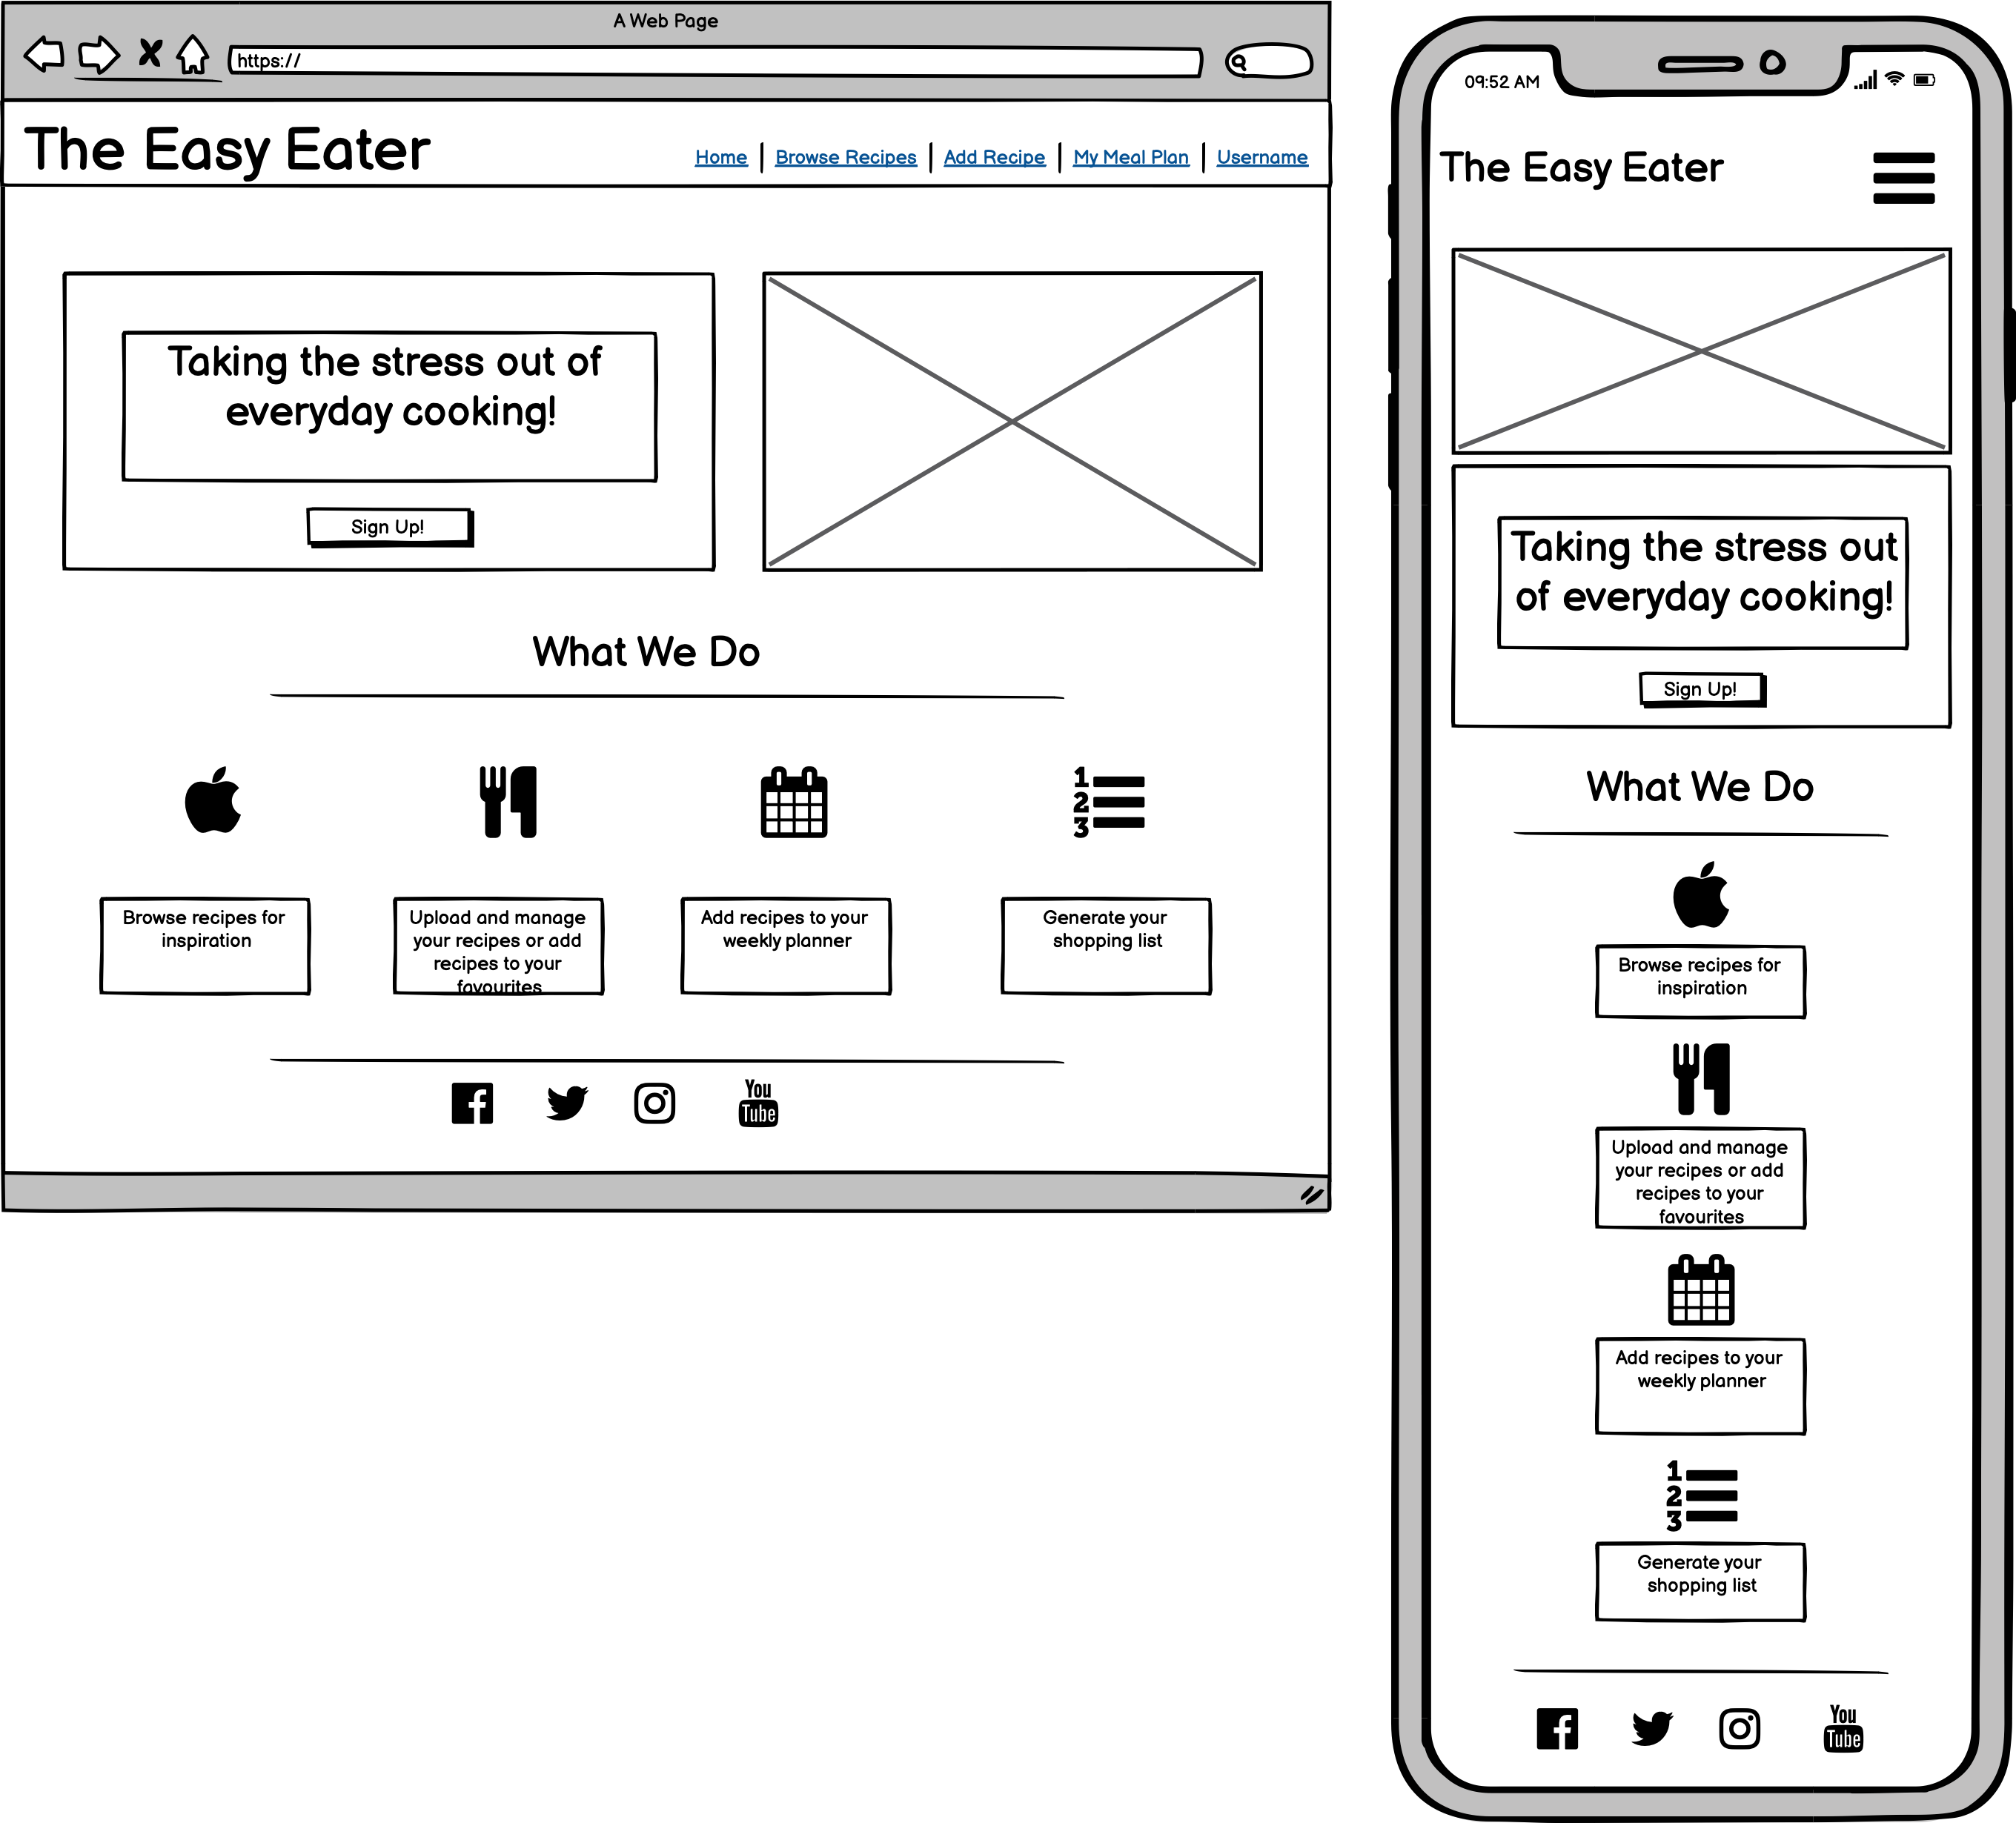 A Web Page
https://
The Easy Eater
Home | Browse Recipes | Add Recipe | My Meal Plan | Username
Taking the stress out of
everyday cooking!
Sign Up!
What We Do
1
2
3
Browse recipes for
inspiration
Upload and manage
your recipes or add
recipes to your
favourites
Add recipes to your
weekly planner
Generate your
shopping list
You
Tube
09:52 AM
The Easy Eater
Taking the stress out
of everyday cooking!
Sign Up!
What We Do
Browse recipes for
inspiration
Upload and manage
your recipes or add
recipes to your
favourites
Add recipes to your
weekly planner
1
2
3
Generate your
shopping list
You
Tube